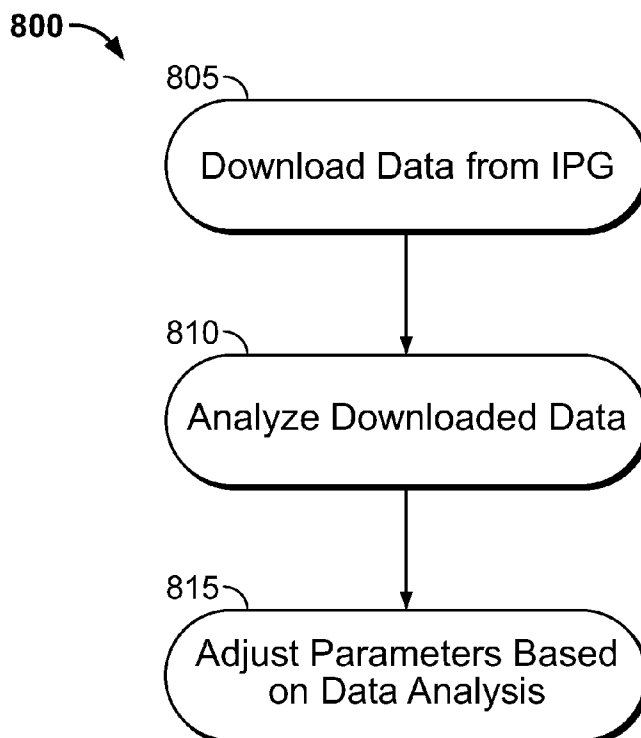 800
805
Download Data from IPG
810
Analyze Downloaded Data
815
Adjust Parameters Based
on Data Analysis